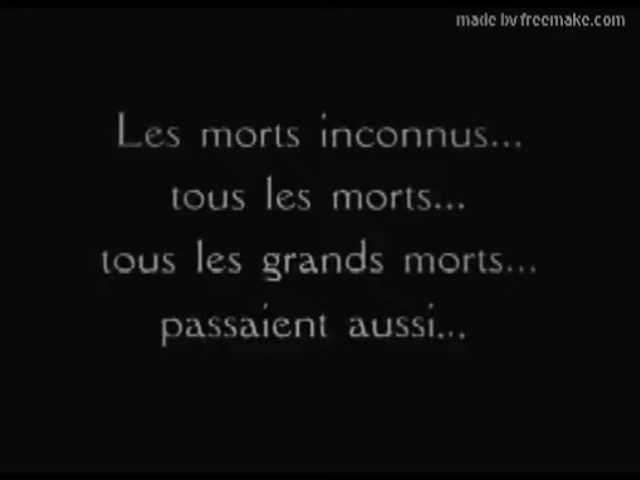 made by freemake.com
Les morts inconnus...
tous les morts...
tous les grands morts...
passaient aussi...